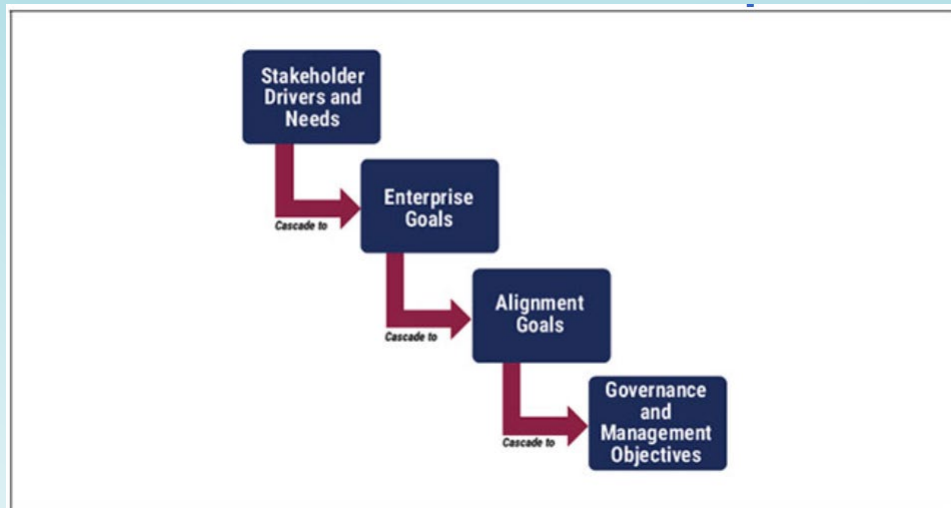 Stakeholder
Drivers and
Needs
Cascade to
Enterprise
Goals
Cascade to
Alignment
Goals
Cascade to
Governance
and
Management
Objectives